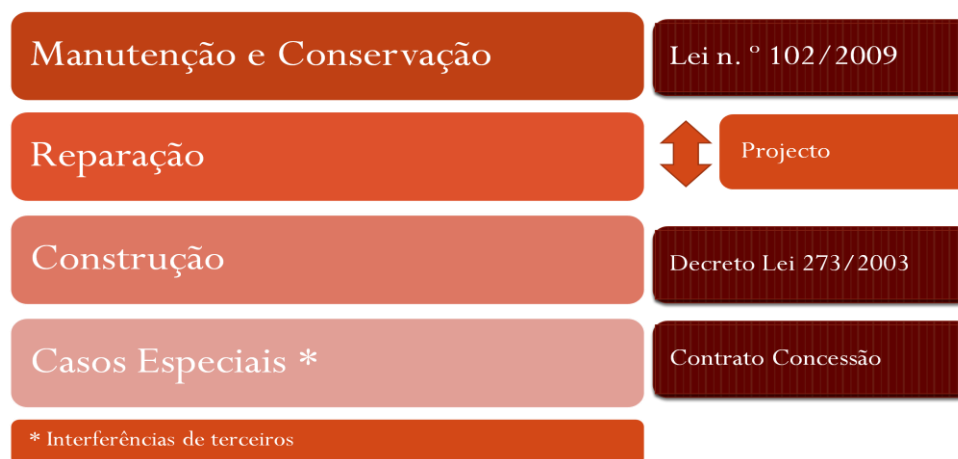 Manutenção e Conservação
Lei n. º 102/2009
Reparação
Projecto
Construção
Decreto Lei 273/2003
Casos Especiais *
Contrato Concessão
* Interferências de terceiros